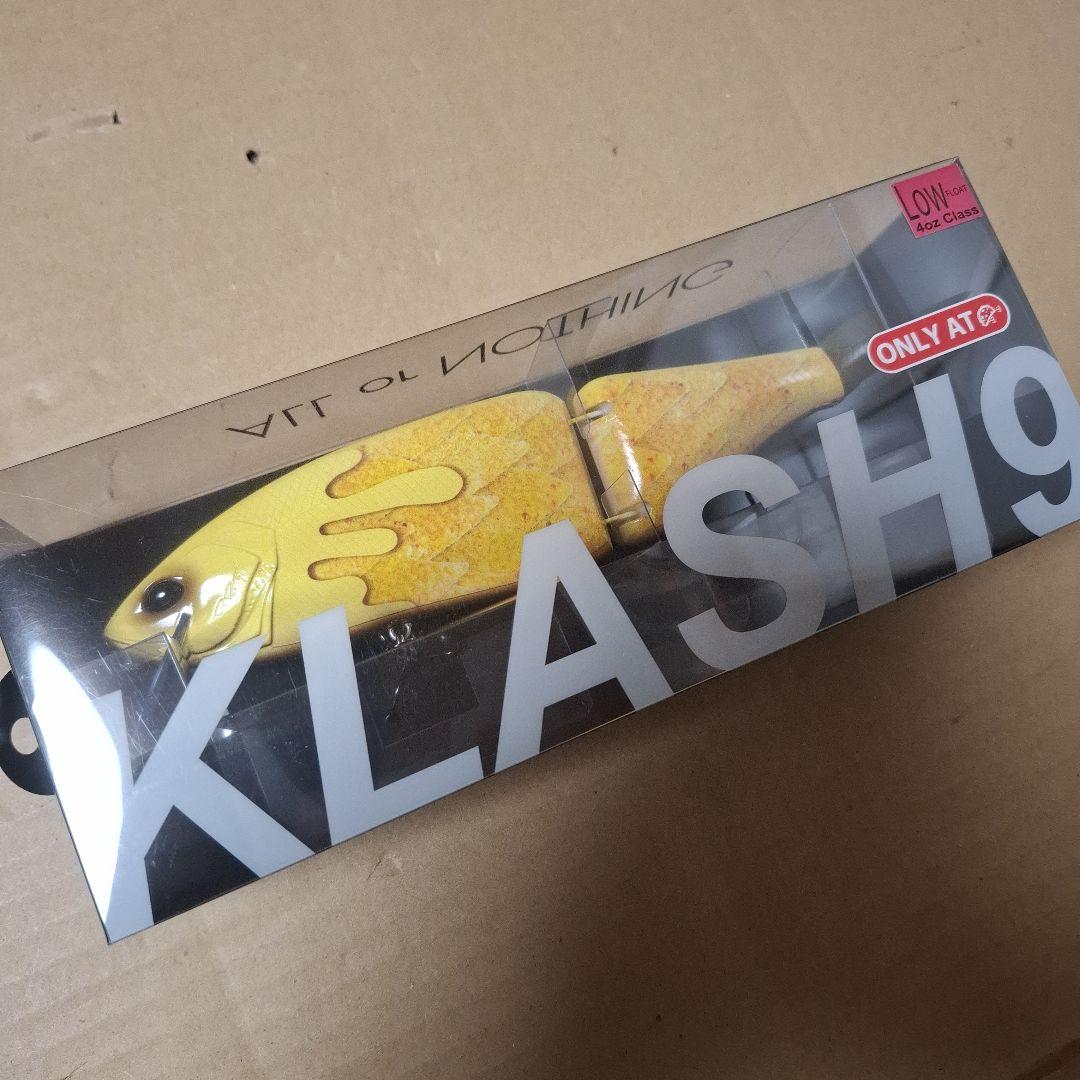 LOW FLOAT
4oz Class
ALL or NOTHING
ONLY AT
KLASH9